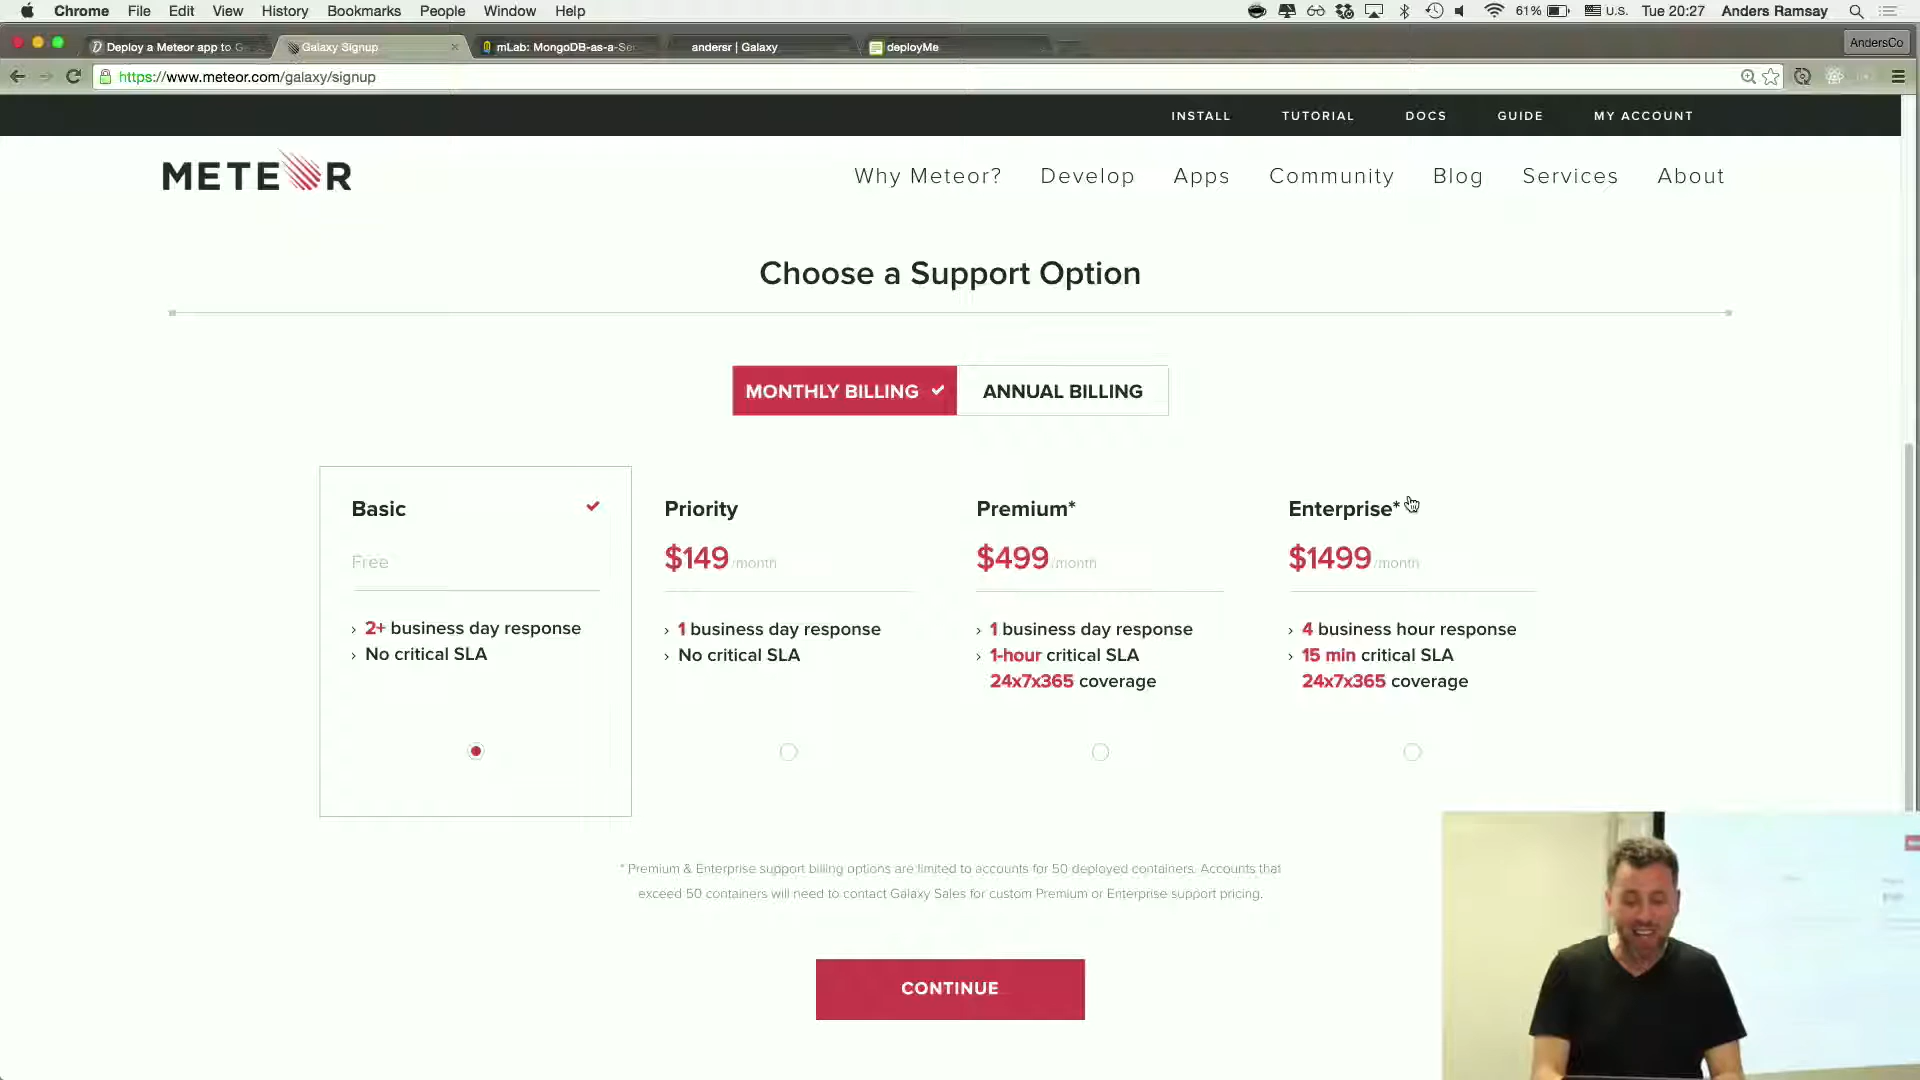 Chrome File Edit View History Bookmarks People Window Help 61% U.S. Tue 20:27 Anders Ramsay
Deploy a Meteor app to G Galaxy Signup mLab: MongoDB-as-a-Se andersr | Galaxy deployMe AndersCo
https://www.meteor.com/galaxy/signup
INSTALL TUTORIAL DOCS GUIDE MY ACCOUNT
METEOR Why Meteor? Develop Apps Community Blog Services About
Choose a Support Option
MONTHLY BILLING ANNUAL BILLING
Basic
Free
2+ business day response
No critical SLA
Priority
$149 /month
1 business day response
No critical SLA
Premium*
$499 /month
1 business day response
1-hour critical SLA
24x7x365 coverage
Enterprise*
$1499 /month
4 business hour response
15 min critical SLA
24x7x365 coverage
* Premium & Enterprise support billing options are limited to accounts for 50 deployed containers. Accounts that
exceed 50 containers will need to contact Galaxy Sales for custom Premium or Enterprise support pricing.
CONTINUE